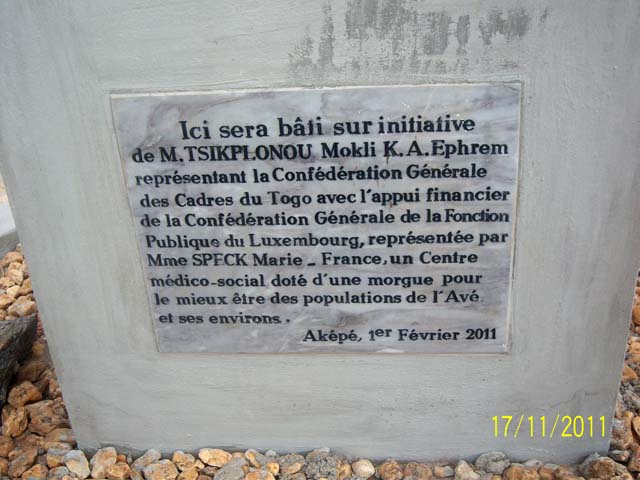 Ici sera bâti sur initiative
de M.TSIKPLONOU Mokli K.A.Ephrem
représentant la Confédération Générale
des Cadres du Togo avec l'appui financier
de la Confédération Générale de la Fonction
Publique du Luxembourg, représentée par
Mme SPECK Marie - France, un Centre
médico-social doté d'une morgue pour
le mieux être des populations de l'Avé
et ses environs.
Aképé, 1er Février 2011
17/11/2011